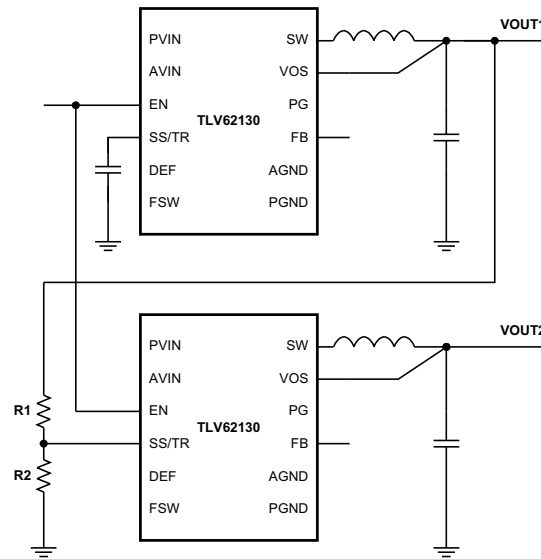 VOUT1
PVIN SW
AVIN VOS
EN PG
TLV62130
SS/TR FB
DEF AGND
FSW PGND
VOUT2
PVIN SW
AVIN VOS
R1
EN PG
TLV62130
SS/TR FB
R2
DEF AGND
FSW PGND